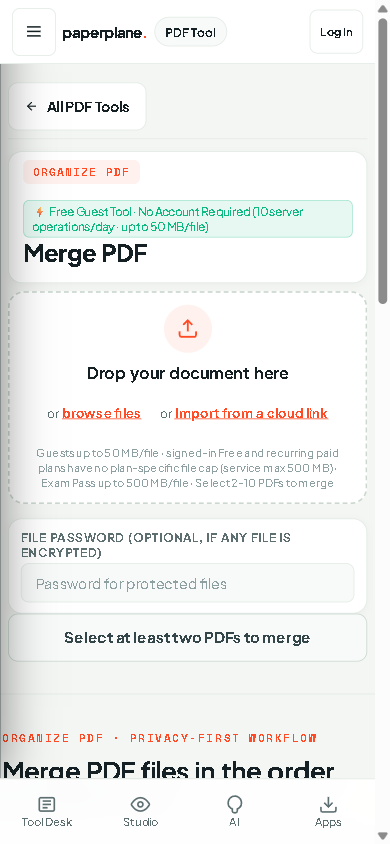 paperplane.
PDF Tool
Log In
All PDF Tools
ORGANIZE PDF
Free Guest Tool · No Account Required (10 server
operations/day · up to 50 MB/file)
Merge PDF
Drop your document here
or browse files or Import from a cloud link
Guests up to 50 MB/file · signed-in Free and recurring paid
plans have no plan-specific file cap (service max 500 MB)·
Exam Pass up to 500 MB/file · Select 2–10 PDFs to merge
FILE PASSWORD (OPTIONAL, IF ANY FILE IS
ENCRYPTED)
Password for protected files
Select at least two PDFs to merge
ORGANIZE PDF · PRIVACY-FIRST WORKFLOW
Merge PDF files in the order
Tool Desk
Studio
AI
Apps